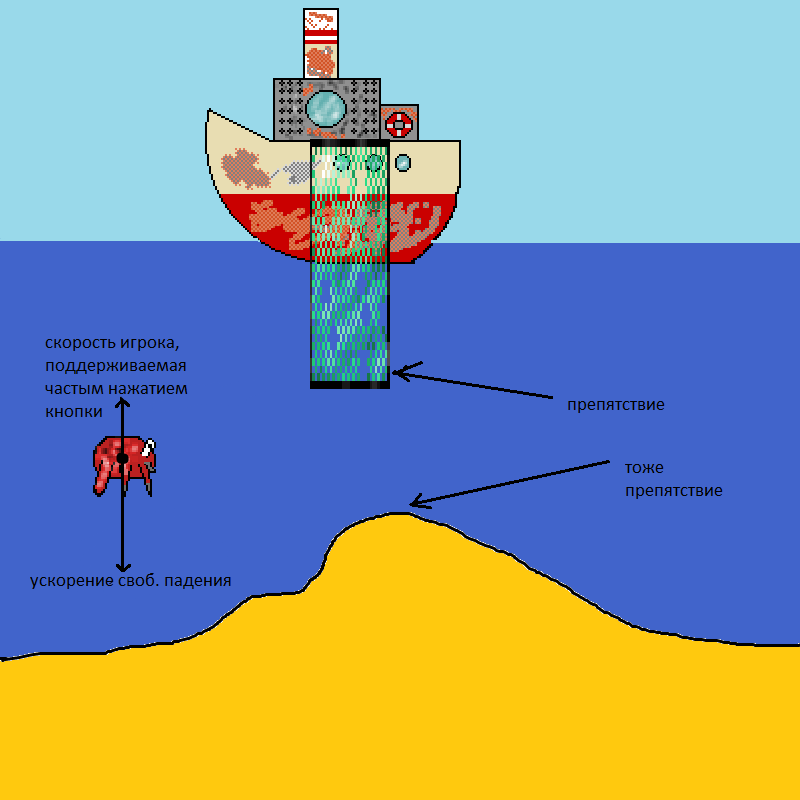 скорость игрока,
поддерживаемая
частым нажатием
кнопки
препятствие
тоже
препятствие
ускорение своб. падения